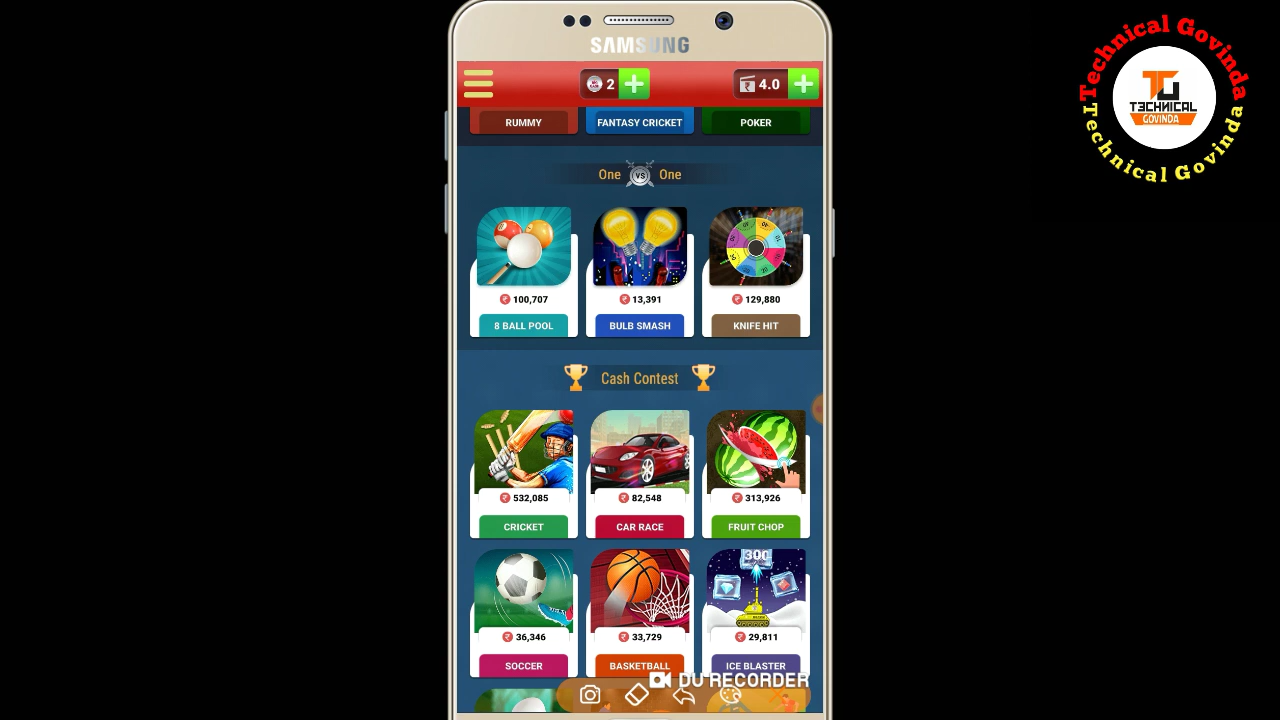 SAMSUNG
2
4.0
RUMMY
FANTASY CRICKET
POKER
One VS One
100,707
13,391
129,880
8 BALL POOL
BULB SMASH
KNIFE HIT
Cash Contest
532,085
82,548
313,926
CRICKET
CAR RACE
FRUIT CHOP
300
36,346
33,729
29,811
SOCCER
BASKETBALL
ICE BLASTER
DU RECORDER
Technical Govinda
TG
TECHNICAL
GOVINDA
Technical Govinda